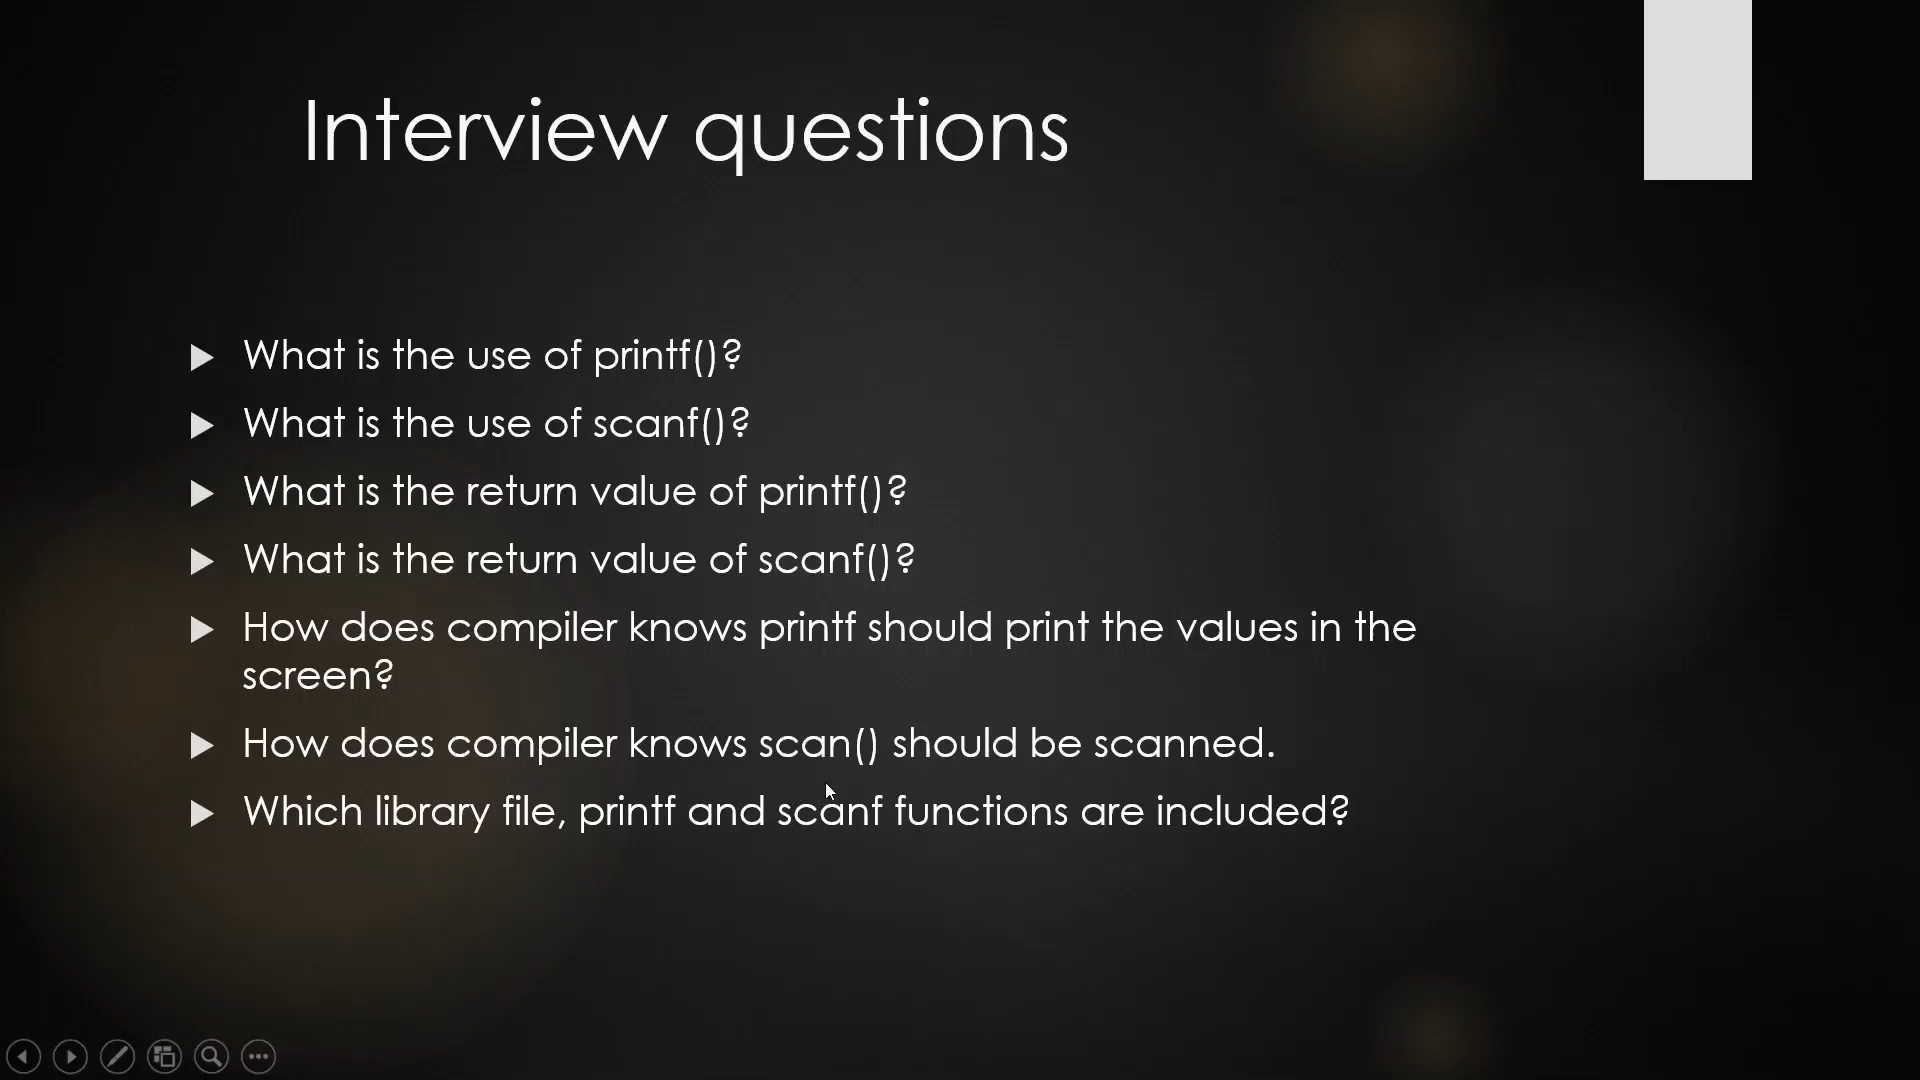 Interview questions
What is the use of printf()?
What is the use of scanf()?
What is the return value of printf()?
What is the return value of scanf()?
How does compiler knows printf should print the values in the
screen?
How does compiler knows scan() should be scanned.
Which library file, printf and scanf functions are included?